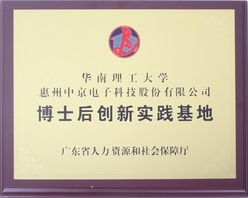 华南理工大学
惠州中京电子科技股份有限公司
博士后创新实践基地
广东省人力资源和社会保障厅